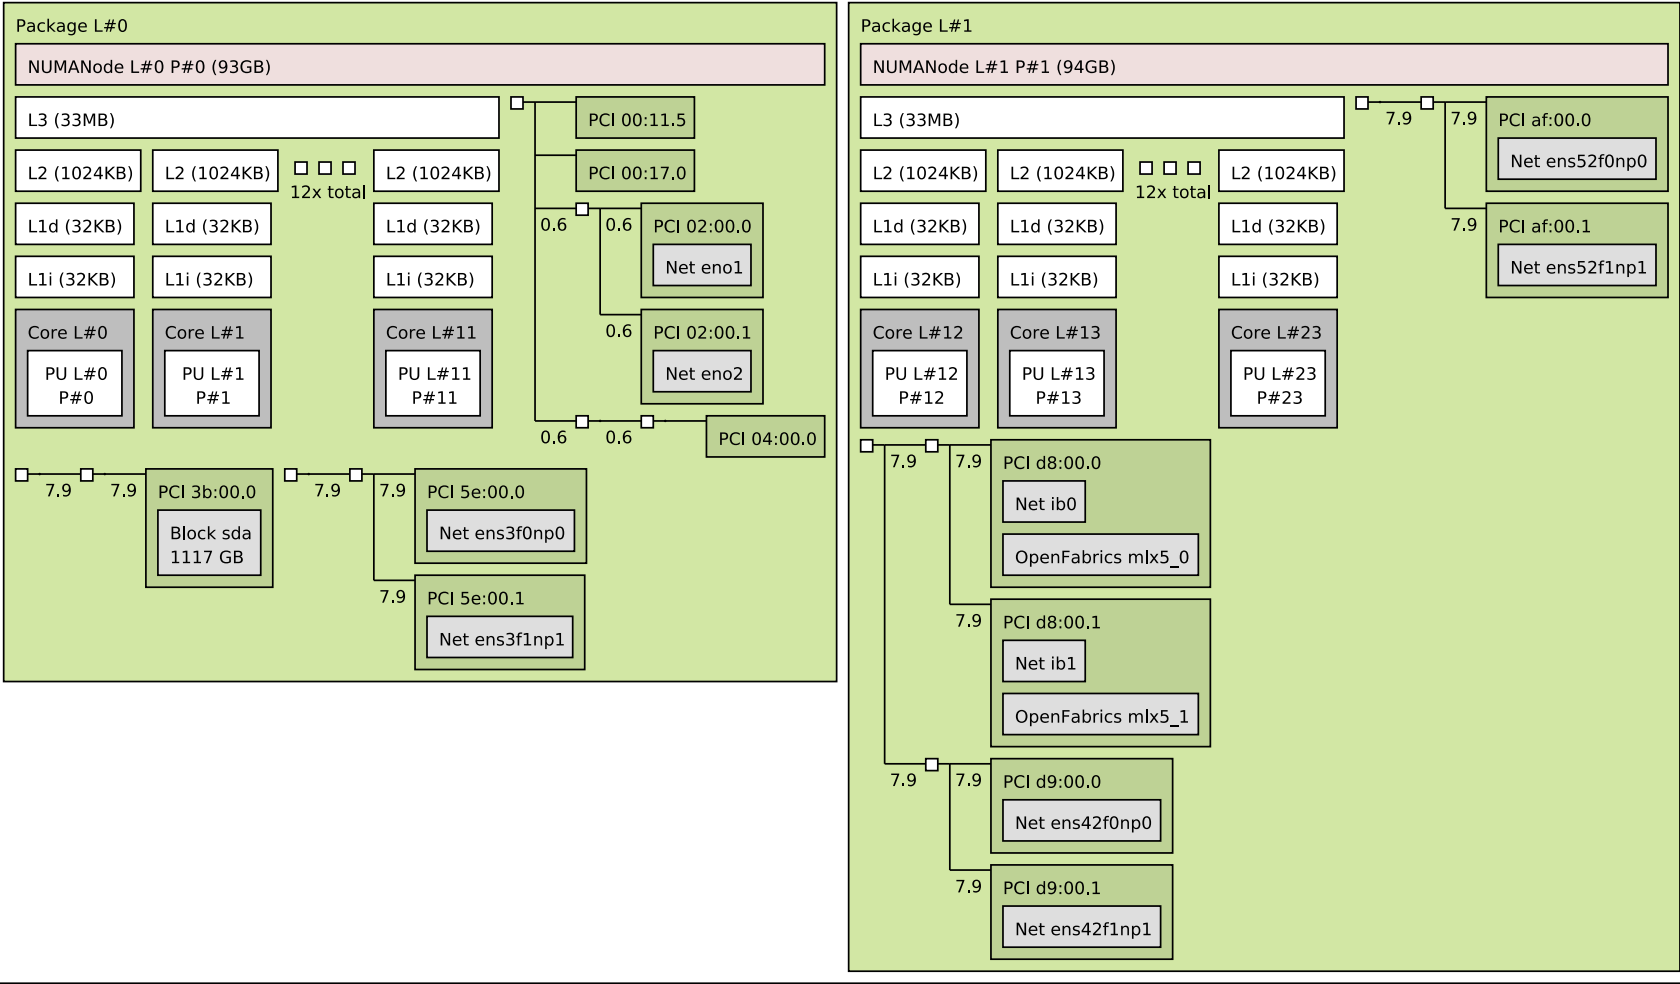 Package L#0
NUMANode L#0 P#0 (93GB)
L3 (33MB)
L2 (1024KB)
L2 (1024KB)
12x total
L2 (1024KB)
L1d (32KB)
L1d (32KB)
L1d (32KB)
L1i (32KB)
L1i (32KB)
L1i (32KB)
Core L#0
PU L#0
P#0
Core L#1
PU L#1
P#1
Core L#11
PU L#11
P#11
PCI 00:11.5
PCI 00:17.0
0.6
0.6
PCI 02:00.0
Net eno1
0.6
PCI 02:00.1
Net eno2
0.6
0.6
PCI 04:00.0
7.9
7.9
PCI 3b:00.0
Block sda
1117 GB
7.9
7.9
PCI 5e:00.0
Net ens3f0np0
7.9
PCI 5e:00.1
Net ens3f1np1
Package L#1
NUMANode L#1 P#1 (94GB)
L3 (33MB)
L2 (1024KB)
L2 (1024KB)
12x total
L2 (1024KB)
L1d (32KB)
L1d (32KB)
L1d (32KB)
L1i (32KB)
L1i (32KB)
L1i (32KB)
Core L#12
PU L#12
P#12
Core L#13
PU L#13
P#13
Core L#23
PU L#23
P#23
7.9
7.9
PCI af:00.0
Net ens52f0np0
7.9
PCI af:00.1
Net ens52f1np1
7.9
7.9
PCI d8:00.0
Net ib0
OpenFabrics mlx5_0
7.9
PCI d8:00.1
Net ib1
OpenFabrics mlx5_1
7.9
7.9
PCI d9:00.0
Net ens42f0np0
7.9
PCI d9:00.1
Net ens42f1np1